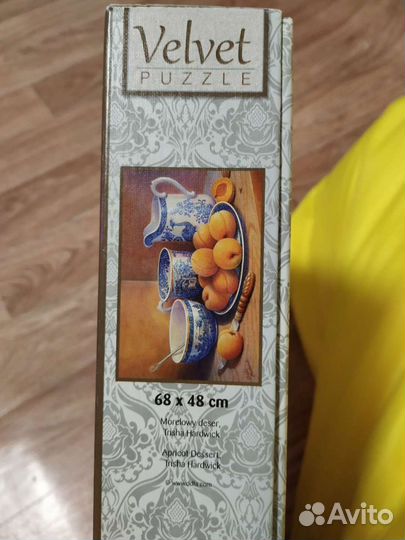 Velvet
PUZZLE
68 x 48 cm
Morelowy deser,
Trisha Hardwick
Apricot Dessert,
Trisha Hardwick
Avito